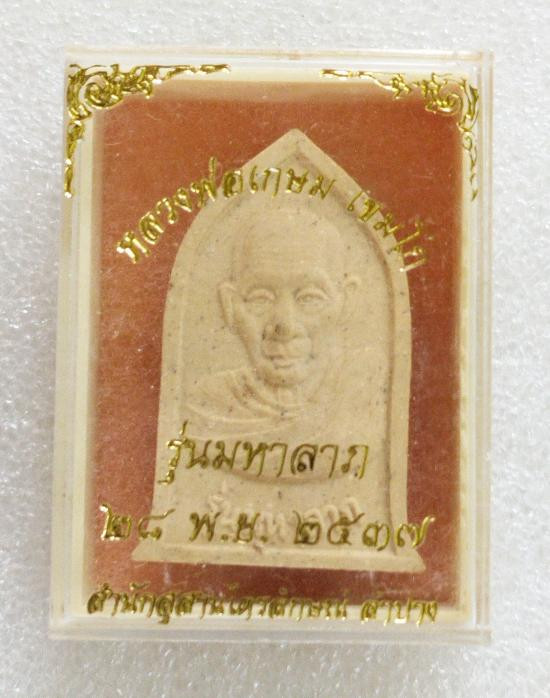 หลวงพ่อเกษม เขมโก
รุ่นมหาลาภ
๒๘ พ.ย. ๒๕๓๗
สำนักสุสานไตรลักษณ์ ลำปาง